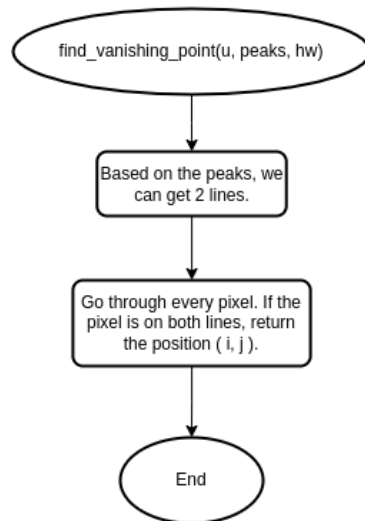 find_vanishing_point(u, peaks, hw)
Based on the peaks, we
can get 2 lines.
Go through every pixel. If the
pixel is on both lines, return
the position ( i, j ).
End